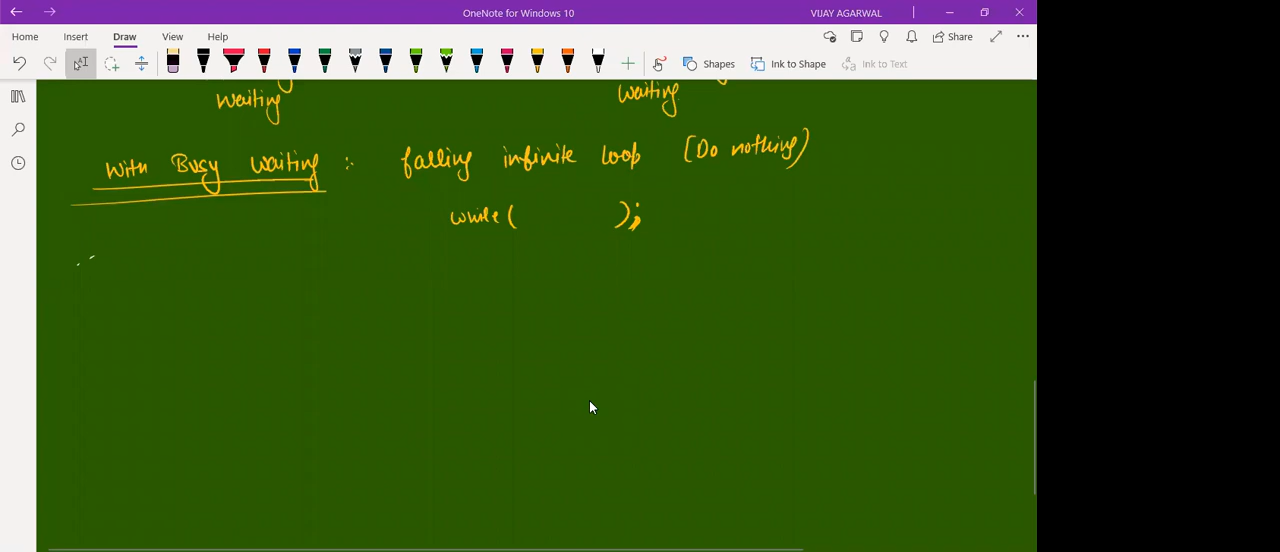 OneNote for Windows 10
VIJAY AGARWAL
Home Insert Draw View Help
Shapes Ink to Shape Ink to Text Share
Waiting Waiting
With Busy Waiting : falling infinite loop (Do nothing)
while( );